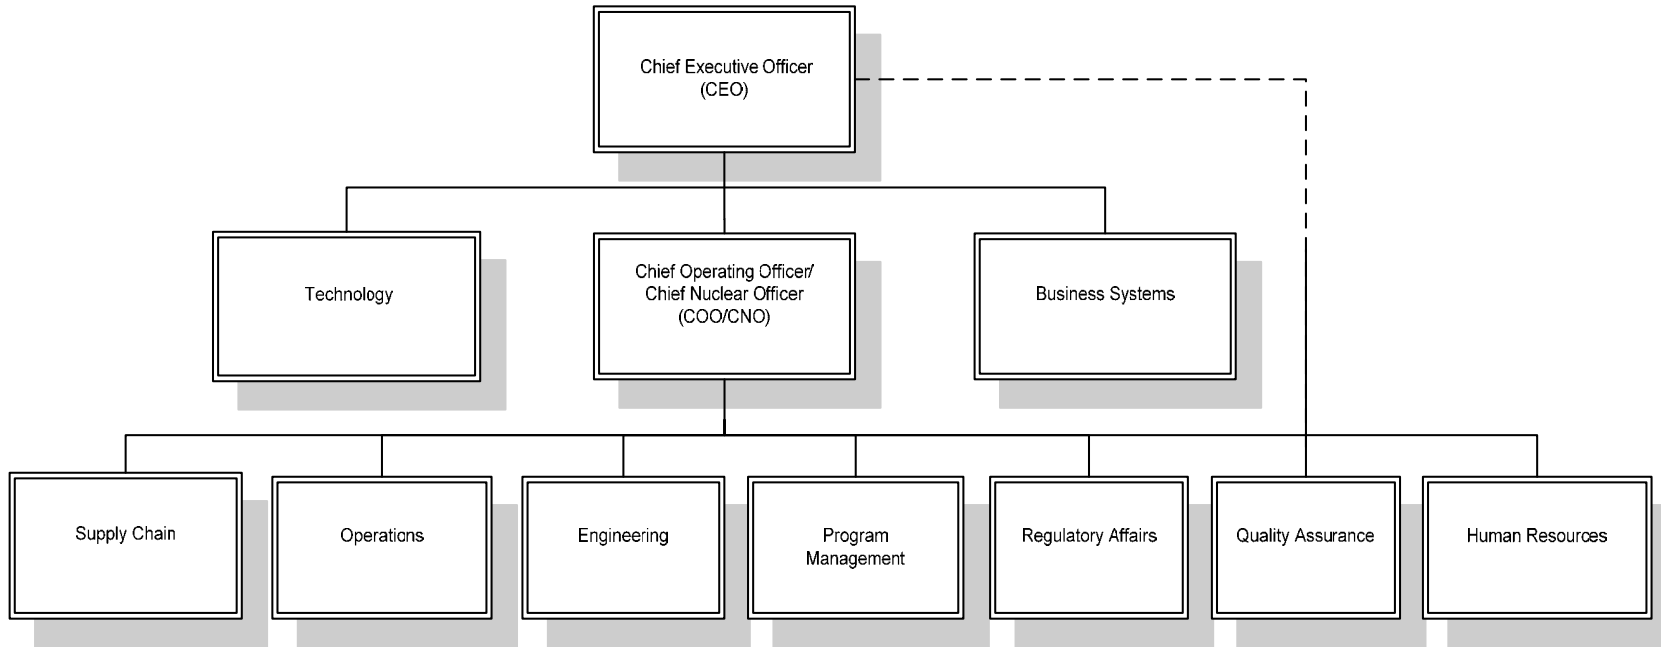 Chief Executive Officer
(CEO)
Technology
Chief Operating Officer/
Chief Nuclear Officer
(COO/CNO)
Business Systems
Supply Chain
Operations
Engineering
Program
Management
Regulatory Affairs
Quality Assurance
Human Resources